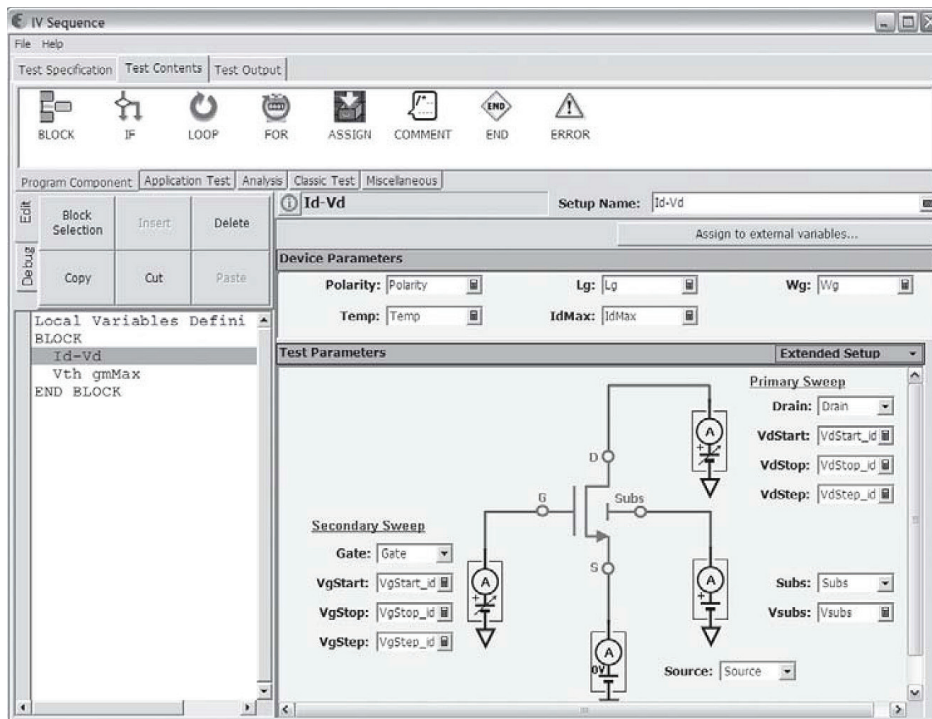 IV Sequence
File Help
Test Specification Test Contents Test Output
BLOCK IF LOOP FOR ASSIGN COMMENT END ERROR
END
Program Component Application Test Analysis Classic Test Miscellaneous
Edit
Debug
Block Selection Insert Delete
Copy Cut Paste
Local Variables Defini
BLOCK
Id-Vd
Vth gmMax
END BLOCK
Id-Vd Setup Name: Id-Vd
Assign to external variables...
Device Parameters
Polarity: Polarity Lg: Lg Wg: Wg
Temp: Temp IdMax: IdMax
Test Parameters Extended Setup
Primary Sweep
Drain: Drain
VdStart: VdStart_id
VdStop: VdStop_id
VdStep: VdStep_id
A
+
D
G
Subs
S
Secondary Sweep
Gate: Gate
VgStart: VgStart_id
VgStop: VgStop_id
VgStep: VgStep_id
A
+
A
+
Subs: Subs
Vsubs: Vsubs
A
0V
Source: Source